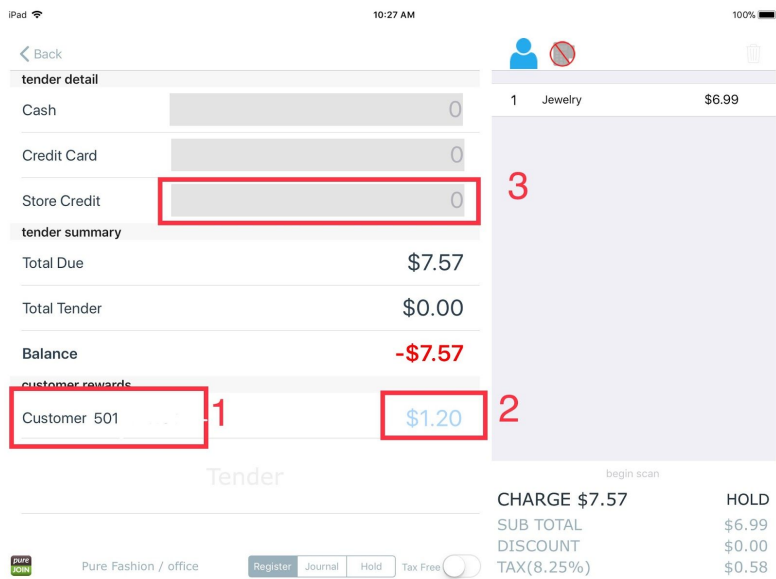 iPad 10:27 AM 100%
Back
tender detail
Cash 0
Credit Card 0
Store Credit 0
tender summary
Total Due $7.57
Total Tender $0.00
Balance -$7.57
customer rewards
Customer 501 1 $1.20 2
Tender
pure JOIN
Pure Fashion / office Register Journal Hold Tax Free
1 Jewelry $6.99
3
begin scan
CHARGE $7.57 HOLD
SUB TOTAL $6.99
DISCOUNT $0.00
TAX(8.25%) $0.58